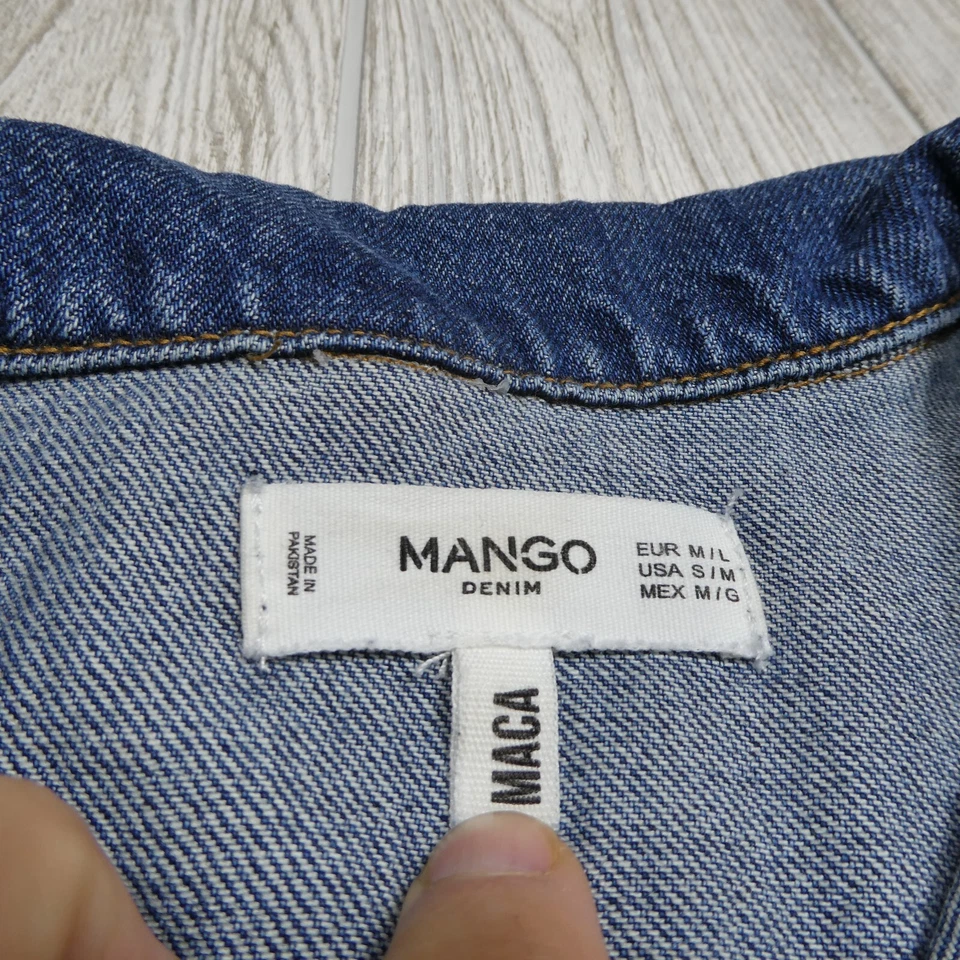 MADE IN
PAKISTAN
MANGO
DENIM
EUR M/L
USA S/M
MEX M/G
MACA